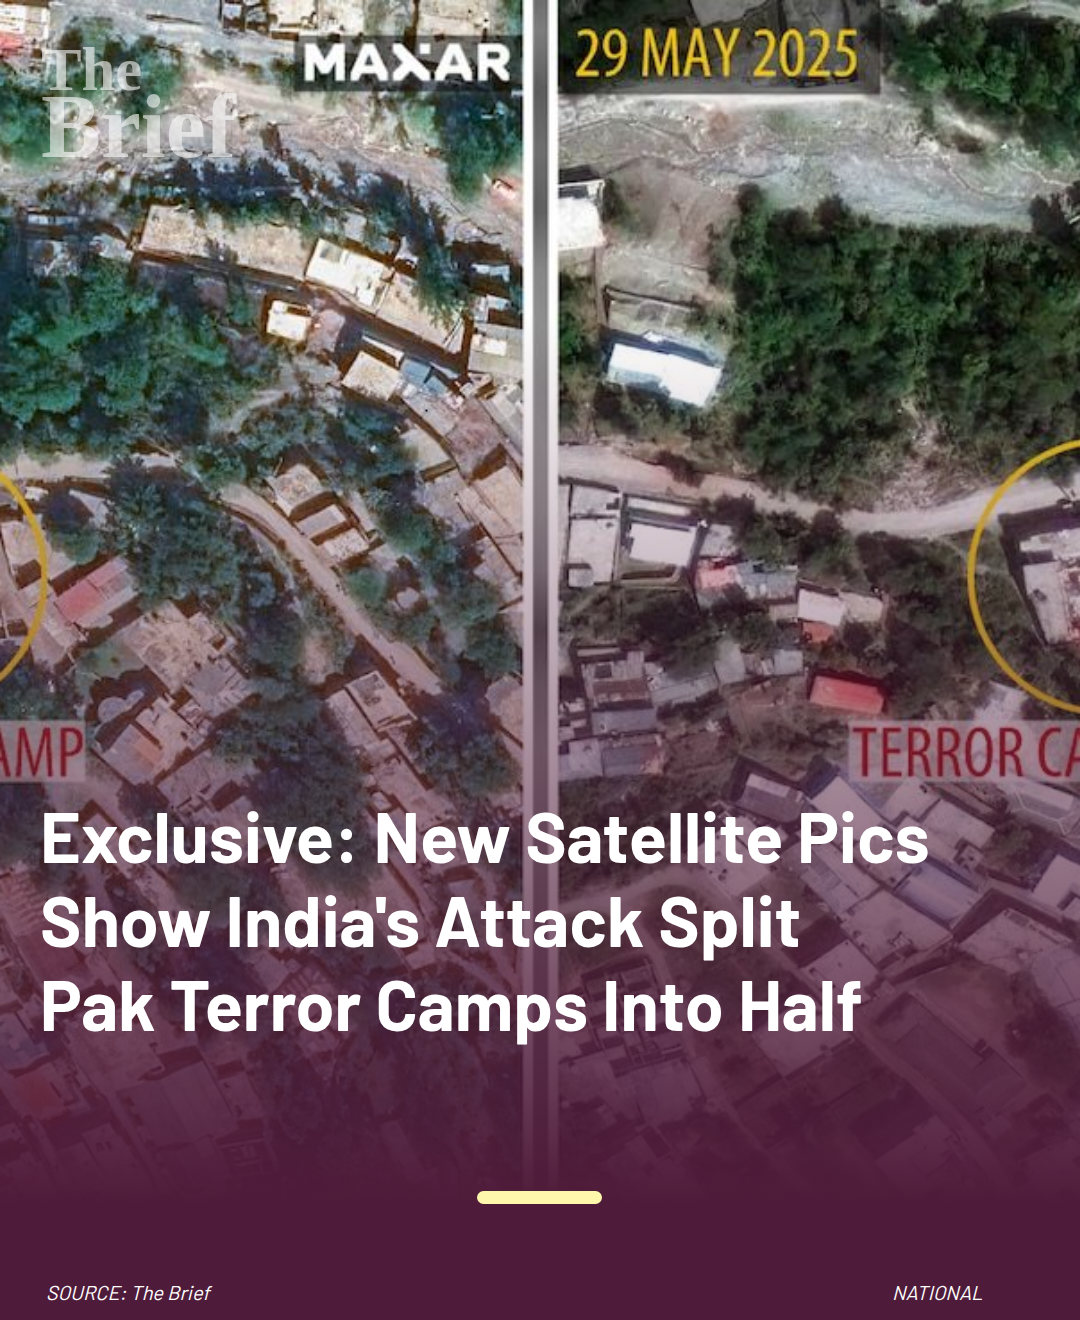 The
Brief
MAXAR
29 MAY 2025
AMP
TERROR CA
Exclusive: New Satellite Pics
Show India's Attack Split
Pak Terror Camps Into Half
SOURCE: The Brief
NATIONAL